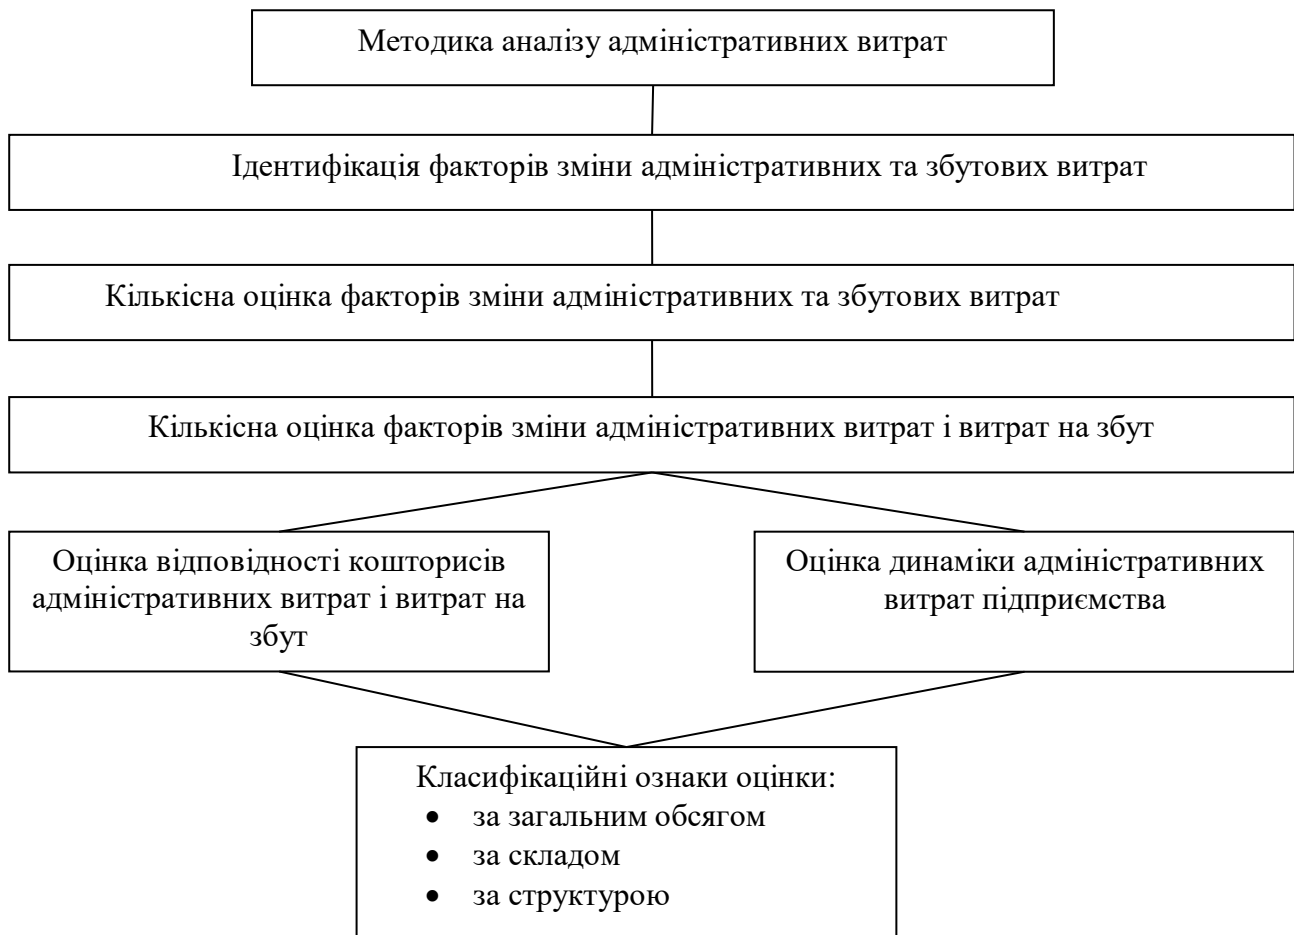 Методика аналізу адміністративних витрат
Ідентифікація факторів зміни адміністративних та збутових витрат
Кількісна оцінка факторів зміни адміністративних та збутових витрат
Кількісна оцінка факторів зміни адміністративних витрат і витрат на збут
Оцінка відповідності кошторисів
адміністративних витрат і витрат на
збут
Оцінка динаміки адміністративних
витрат підприємства
Класифікаційні ознаки оцінки:
• за загальним обсягом
• за складом
• за структурою